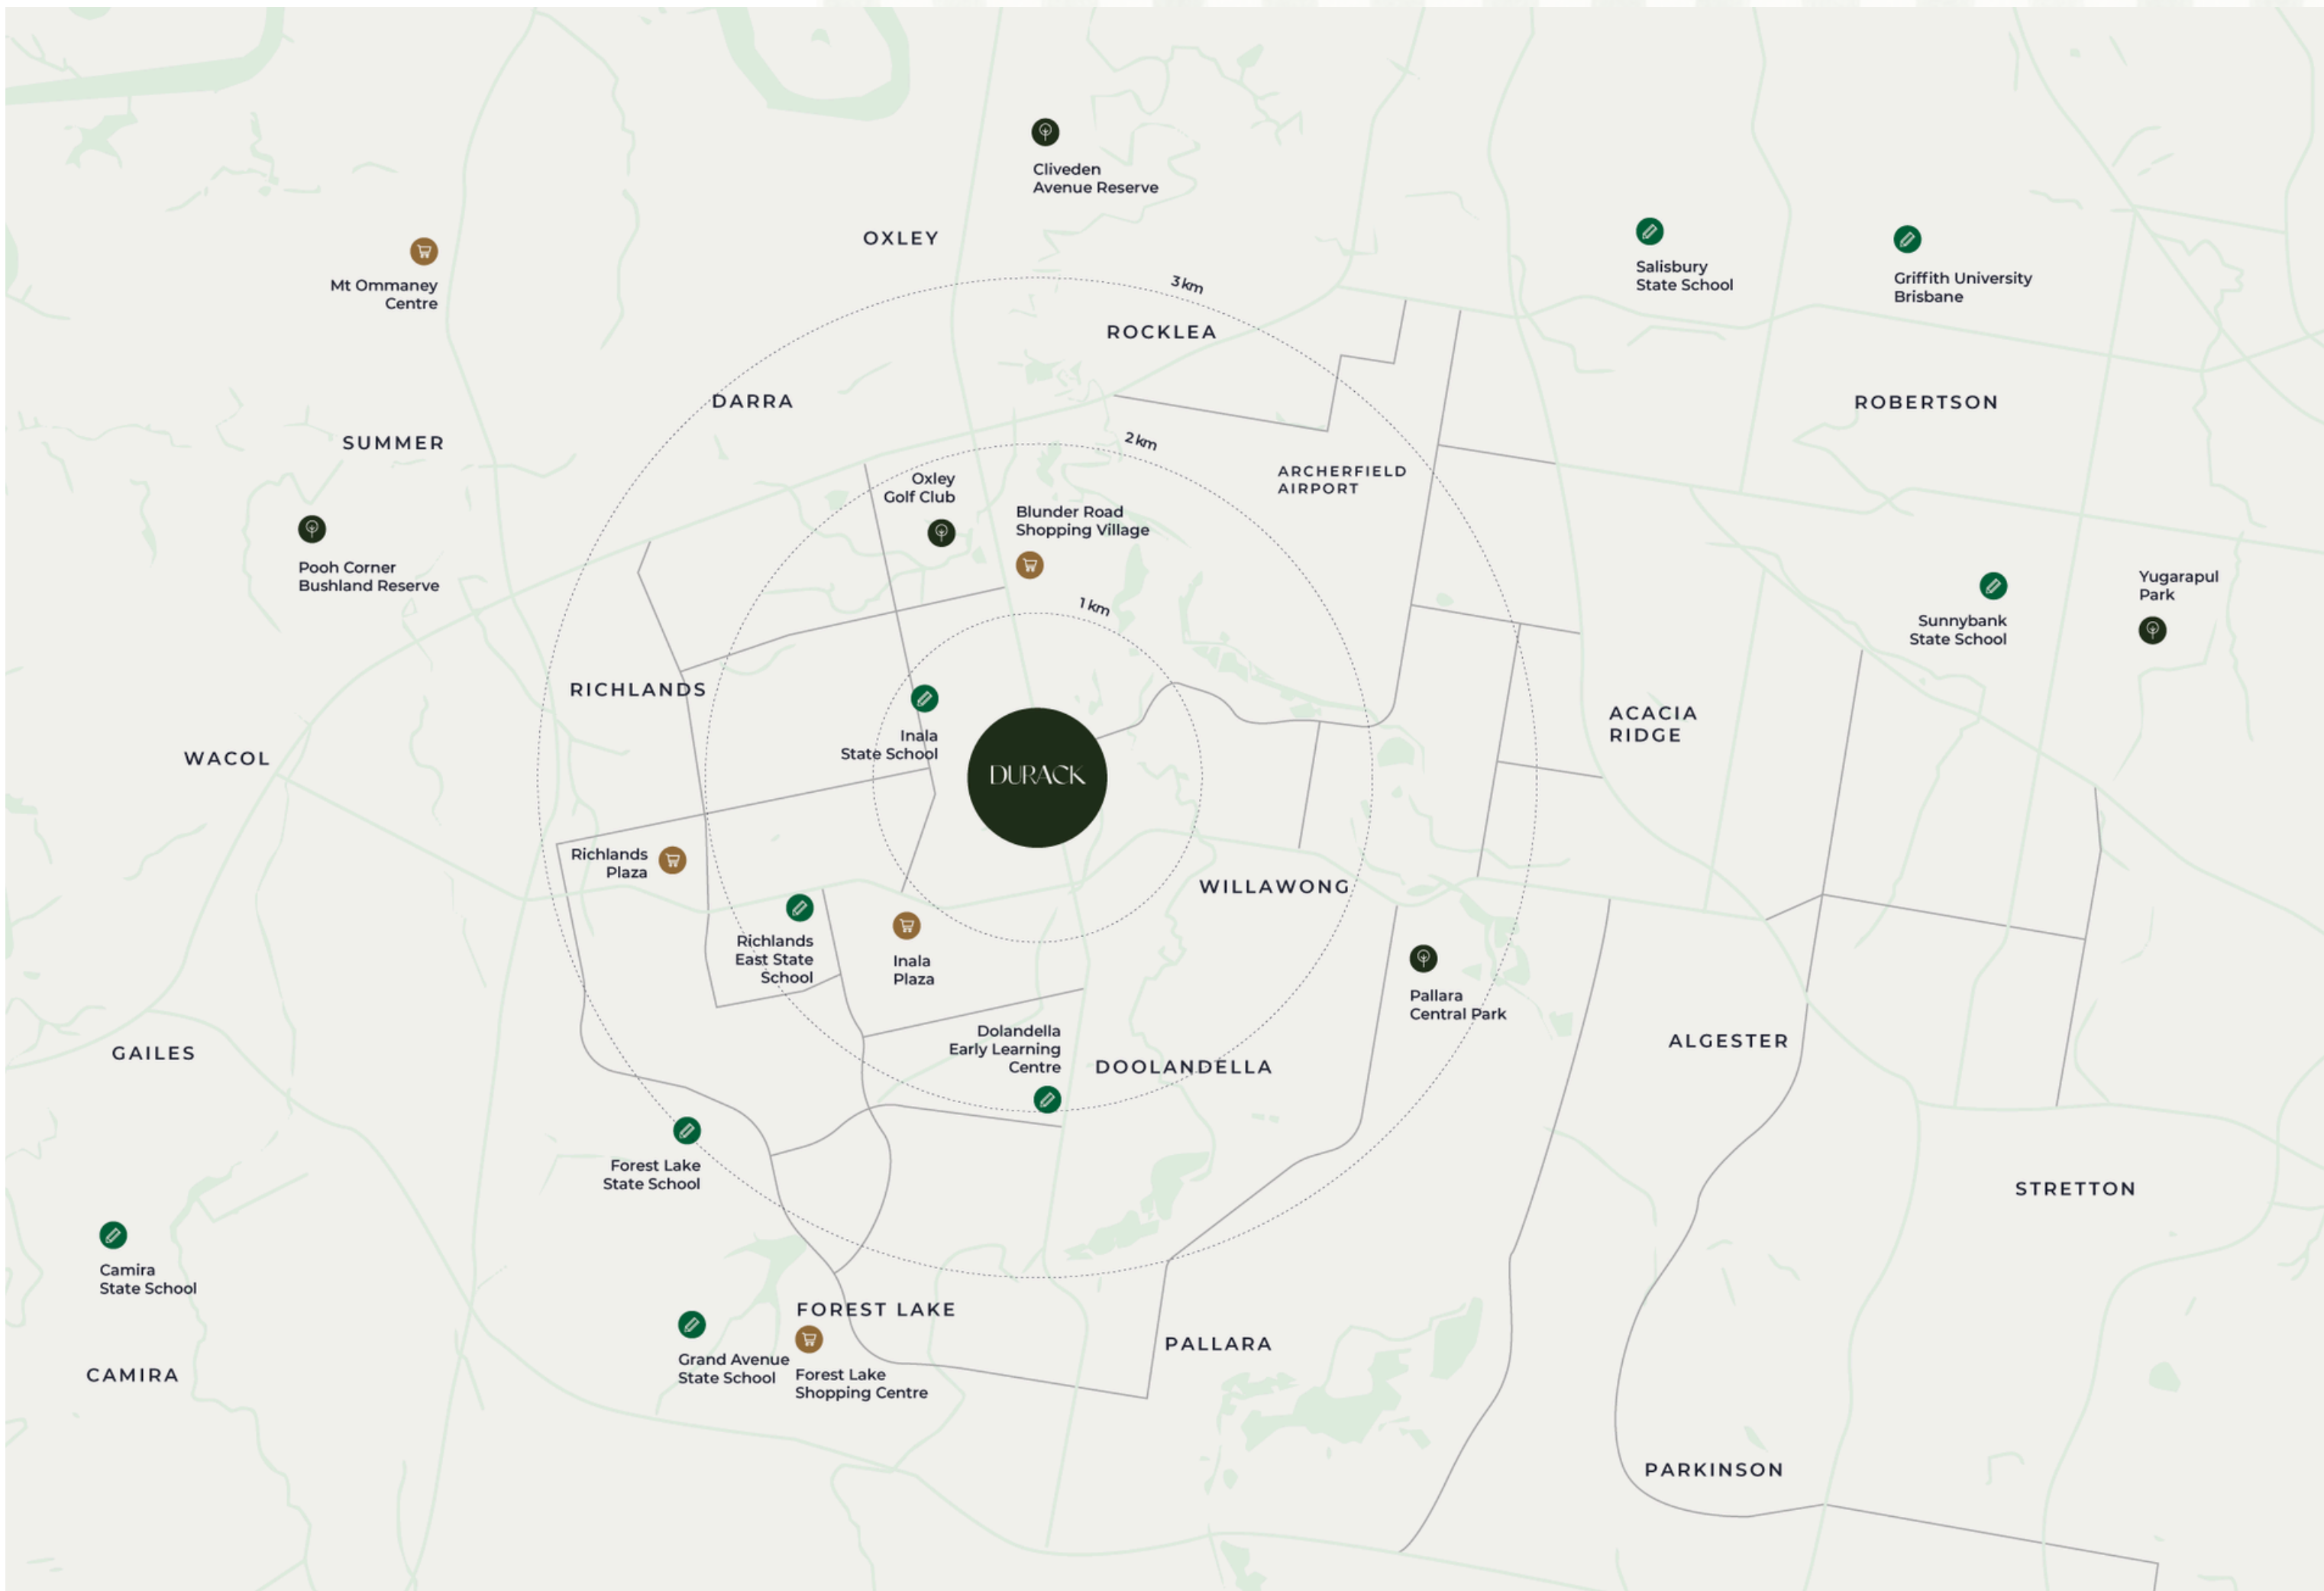 Cliveden
Avenue Reserve
OXLEY
Mt Ommaney
Centre
Salisbury
State School
Griffith University
Brisbane
3 km
ROCKLEA
DARRA
ROBERTSON
SUMMER
2 km
ARCHERFIELD
AIRPORT
Oxley
Golf Club
Blunder Road
Shopping Village
Pooh Corner
Bushland Reserve
Yugarapul
Park
1 km
Sunnybank
State School
RICHLANDS
ACACIA
RIDGE
Inala
State School
WACOL
DURACK
Richlands
Plaza
WILLAWONG
Richlands
East State
School
Inala
Plaza
Pallara
Central Park
Dolandella
Early Learning
Centre
ALGESTER
GAILES
DOOLANDELLA
Forest Lake
State School
STRETTON
Camira
State School
FOREST LAKE
PALLARA
Grand Avenue
State School
Forest Lake
Shopping Centre
CAMIRA
PARKINSON